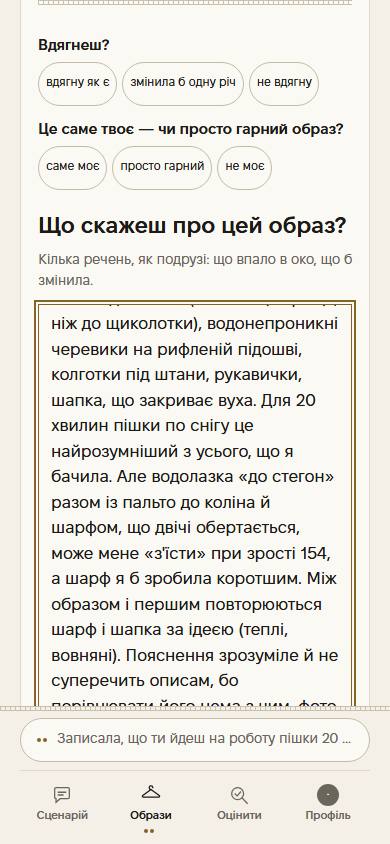 Вдягнеш?
вдягну як є
змінила б одну річ
не вдягну
Це саме твоє — чи просто гарний образ?
саме моє
просто гарний
не моє
Що скажеш про цей образ?
Кілька речень, як подрузі: що впало в око, що б
змінила.
ніж до щиколотки), водонепроникні
черевики на рифленій підошві,
колготки під штани, рукавички,
шапка, що закриває вуха. Для 20
хвилин пішки по снігу це
найрозумніший з усього, що я
бачила. Але водолазка «до стегон»
разом із пальто до коліна й
шарфом, що двічі обертається,
може мене «з'їсти» при зрості 154,
а шарф я б зробила коротшим. Між
образом і першим повторюються
шарф і шапка за ідеєю (теплі,
вовняні). Пояснення зрозуміле й не
суперечить описам, бо
Записала, що ти йдеш на роботу пішки 20 ...
Сценарій
Образи
Оцінити
Профіль